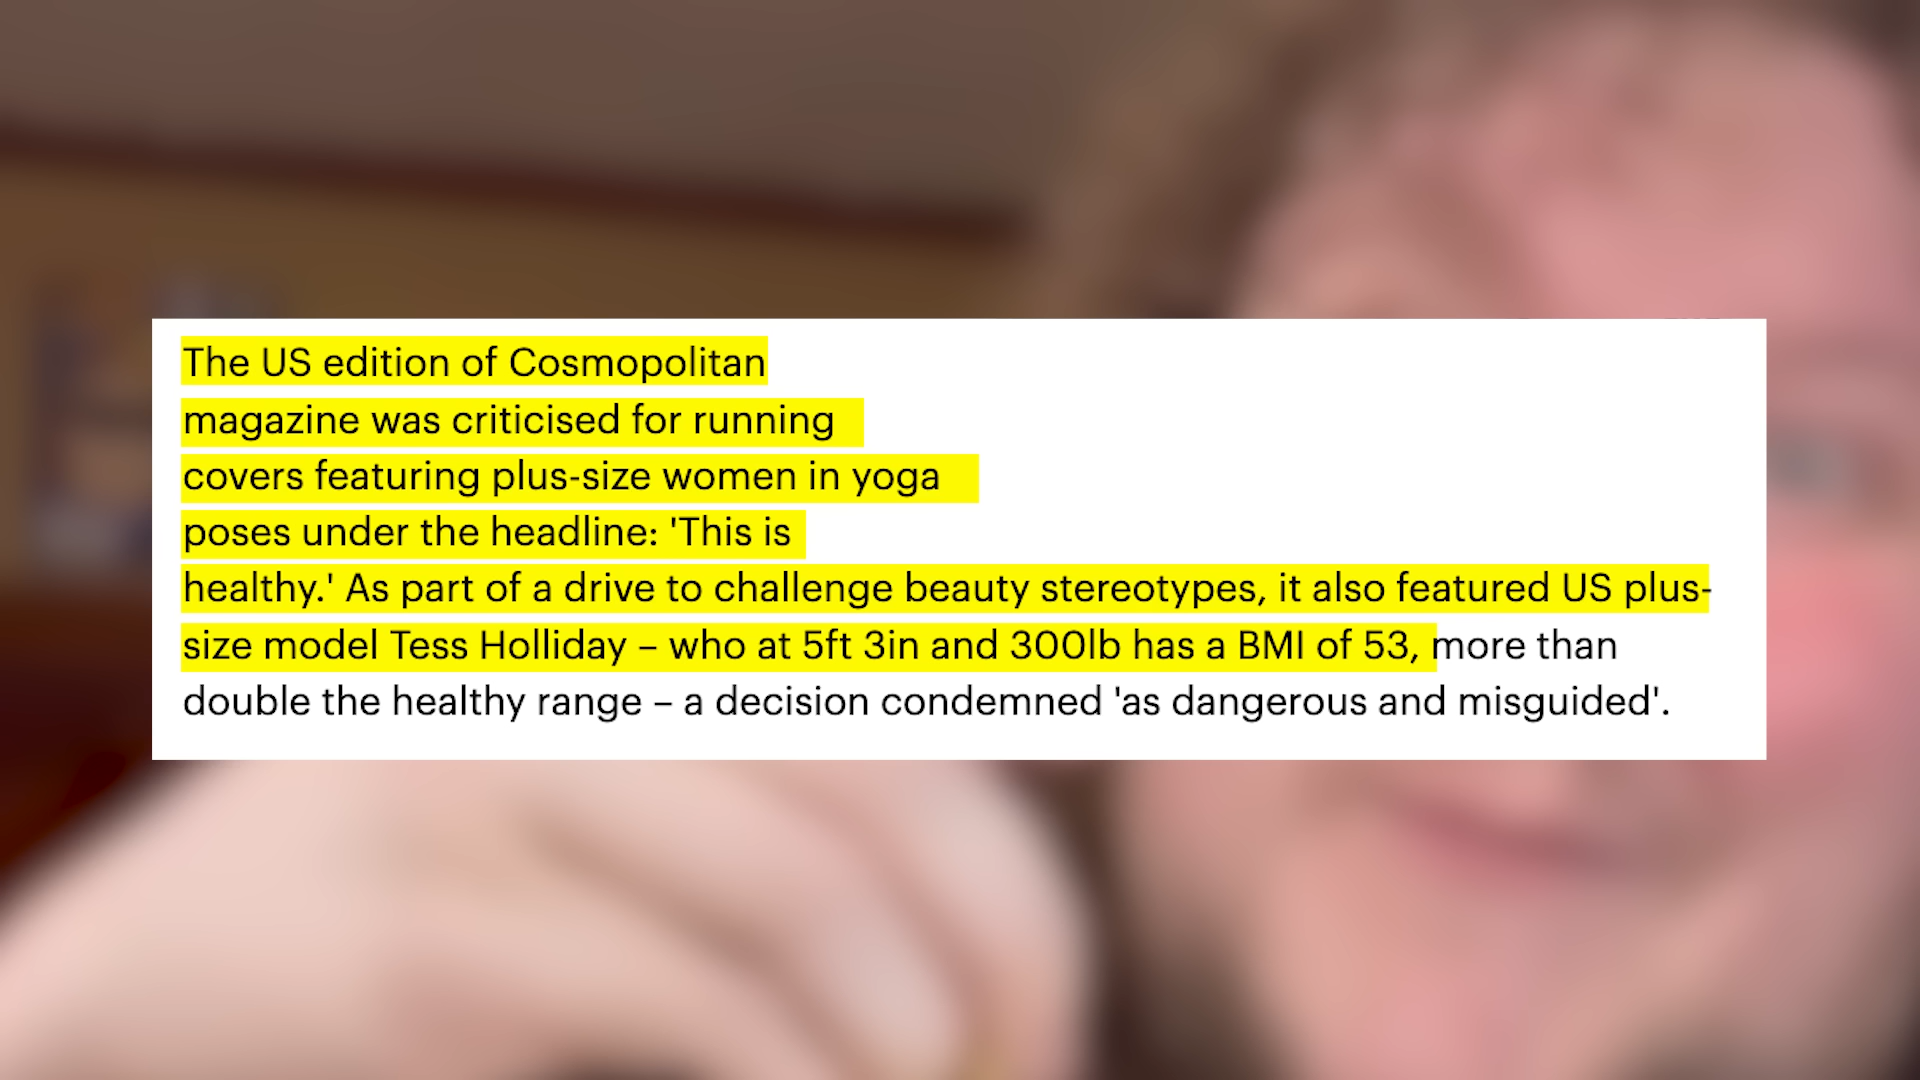 The US edition of Cosmopolitan
magazine was criticised for running
covers featuring plus-size women in yoga
poses under the headline: 'This is
healthy.' As part of a drive to challenge beauty stereotypes, it also featured US plus-
size model Tess Holliday – who at 5ft 3in and 300lb has a BMI of 53, more than
double the healthy range – a decision condemned 'as dangerous and misguided'.